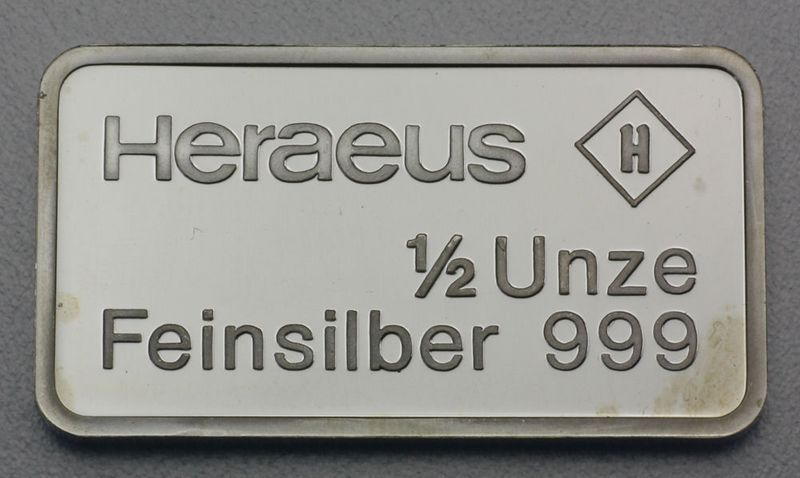 Heraeus H
½ Unze
Feinsilber 999